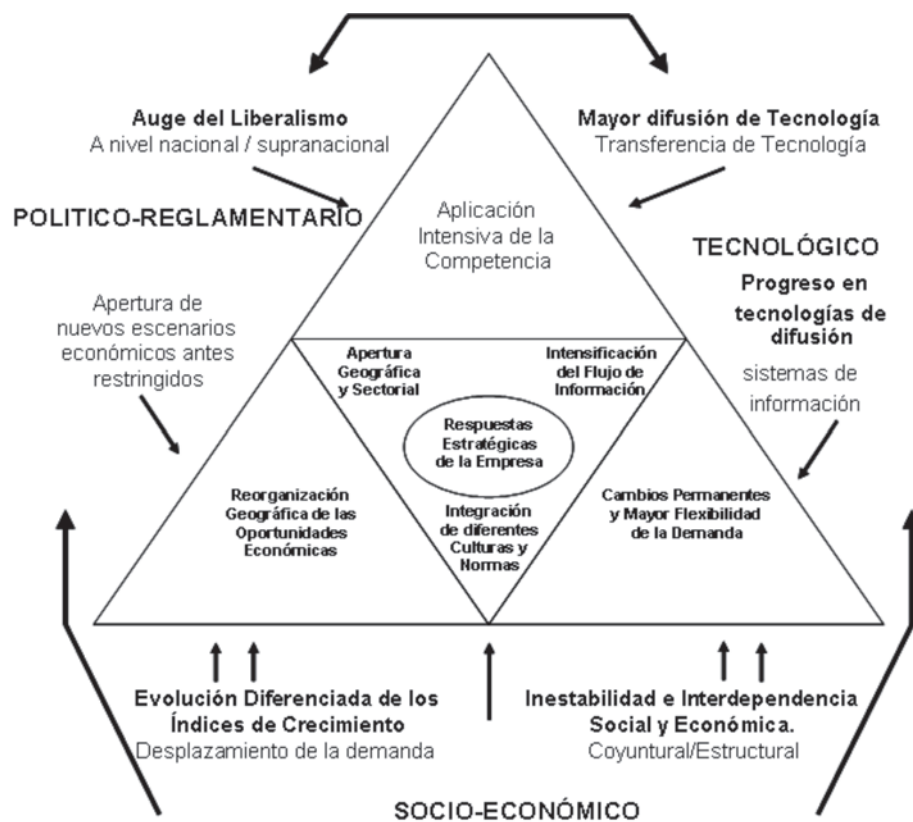 Auge del Liberalismo
A nivel nacional / supranacional
Mayor difusión de Tecnología
Transferencia de Tecnología
POLITICO-REGLAMENTARIO
Aplicación
Intensiva de la
Competencia
TECNOLÓGICO
Progreso en
tecnologías de
difusión
sistemas de
información
Apertura de
nuevos escenarios
económicos antes
restringidos
Apertura
Geográfica
y Sectorial
Intensificación
del Flujo de
Información
Respuestas
Estratégicas
de la Empresa
Reorganización
Geográfica de las
Oportunidades
Económicas
Integración
de diferentes
Culturas y
Normas
Cambios Permanentes
y Mayor Flexibilidad
de la Demanda
Evolución Diferenciada de los
Índices de Crecimiento
Desplazamiento de la demanda
Inestabilidad e Interdependencia
Social y Económica.
Coyuntural/Estructural
SOCIO-ECONÓMICO